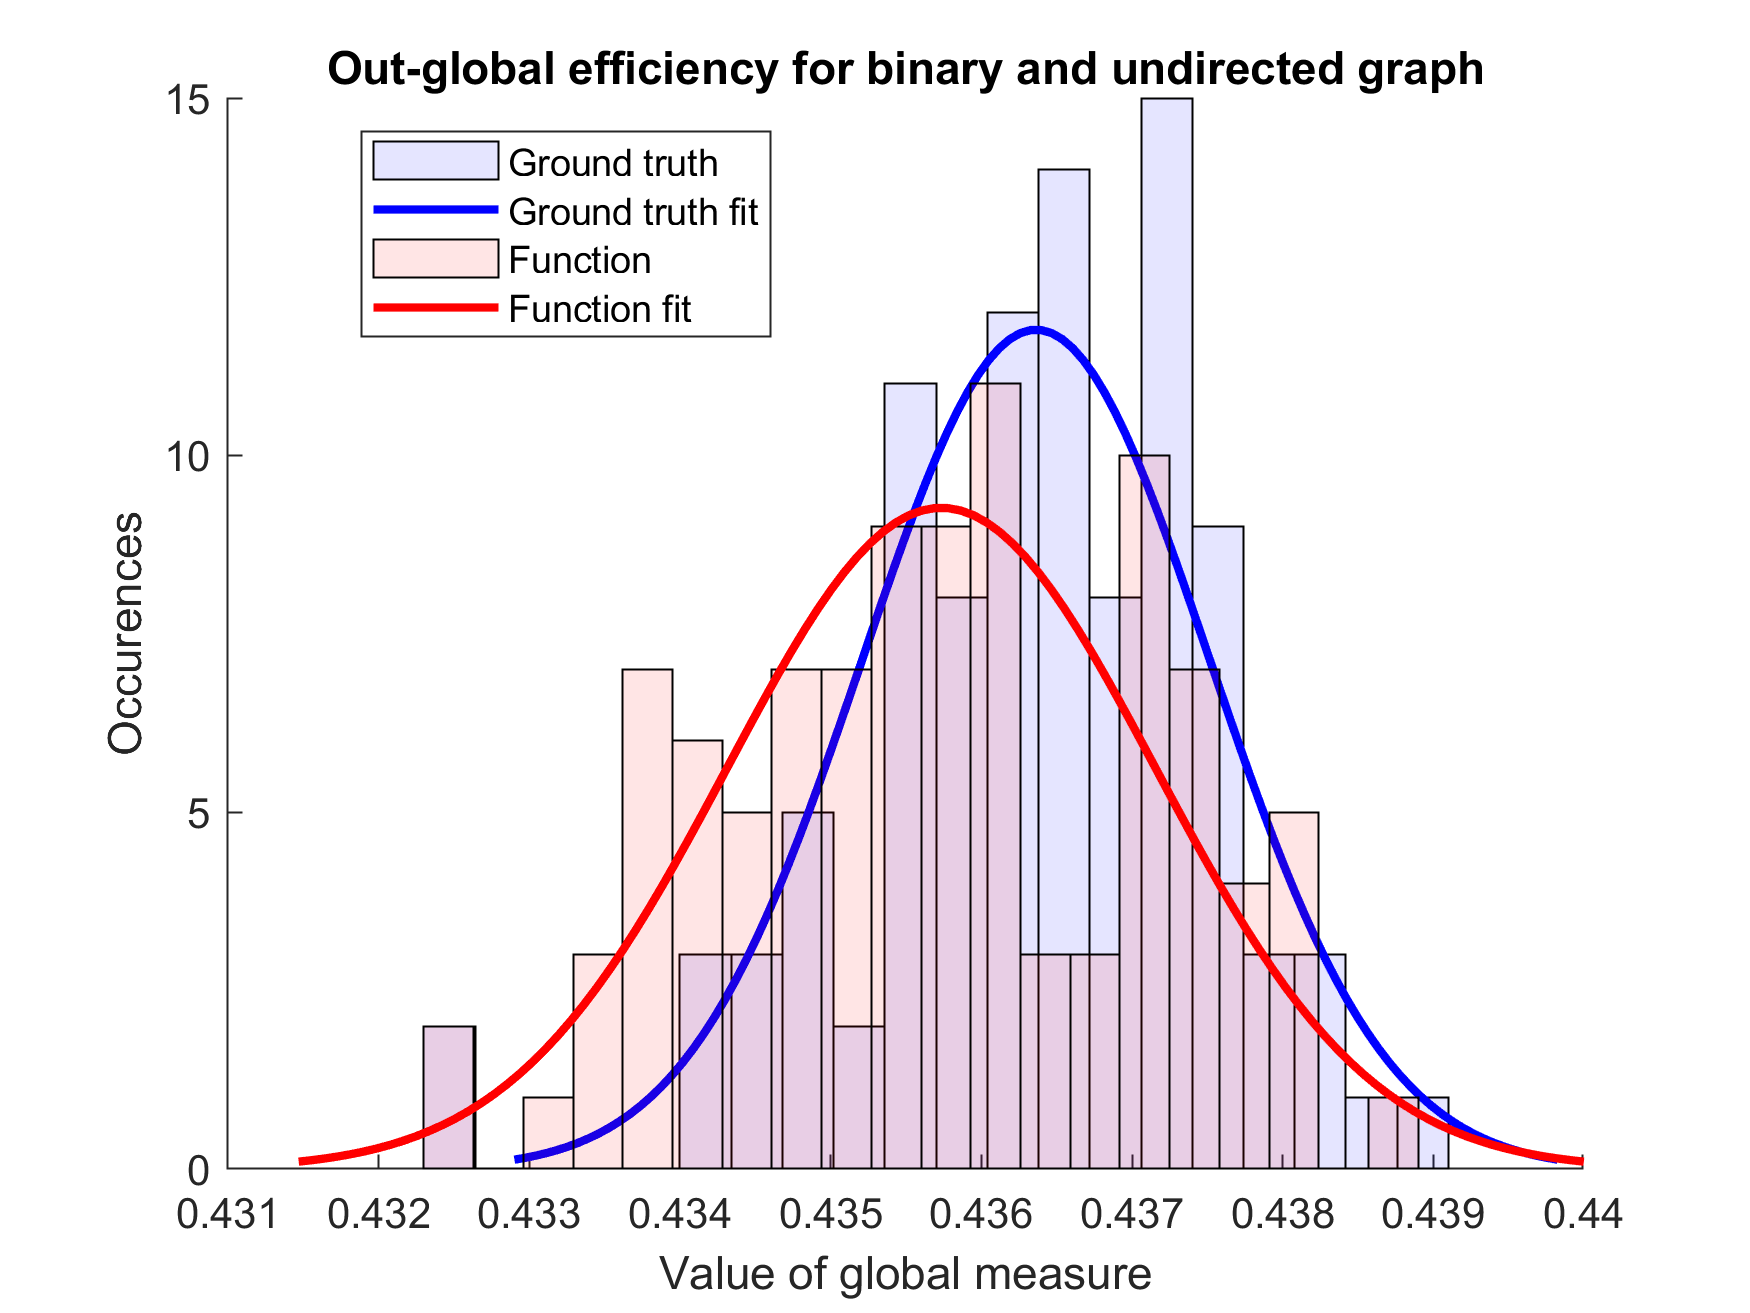 Out-global efficiency for binary and undirected graph
15
10
5
0
Occurences
Ground truth
Ground truth fit
Function
Function fit
0.431 0.432 0.433 0.434 0.435 0.436 0.437 0.438 0.439 0.44
Value of global measure